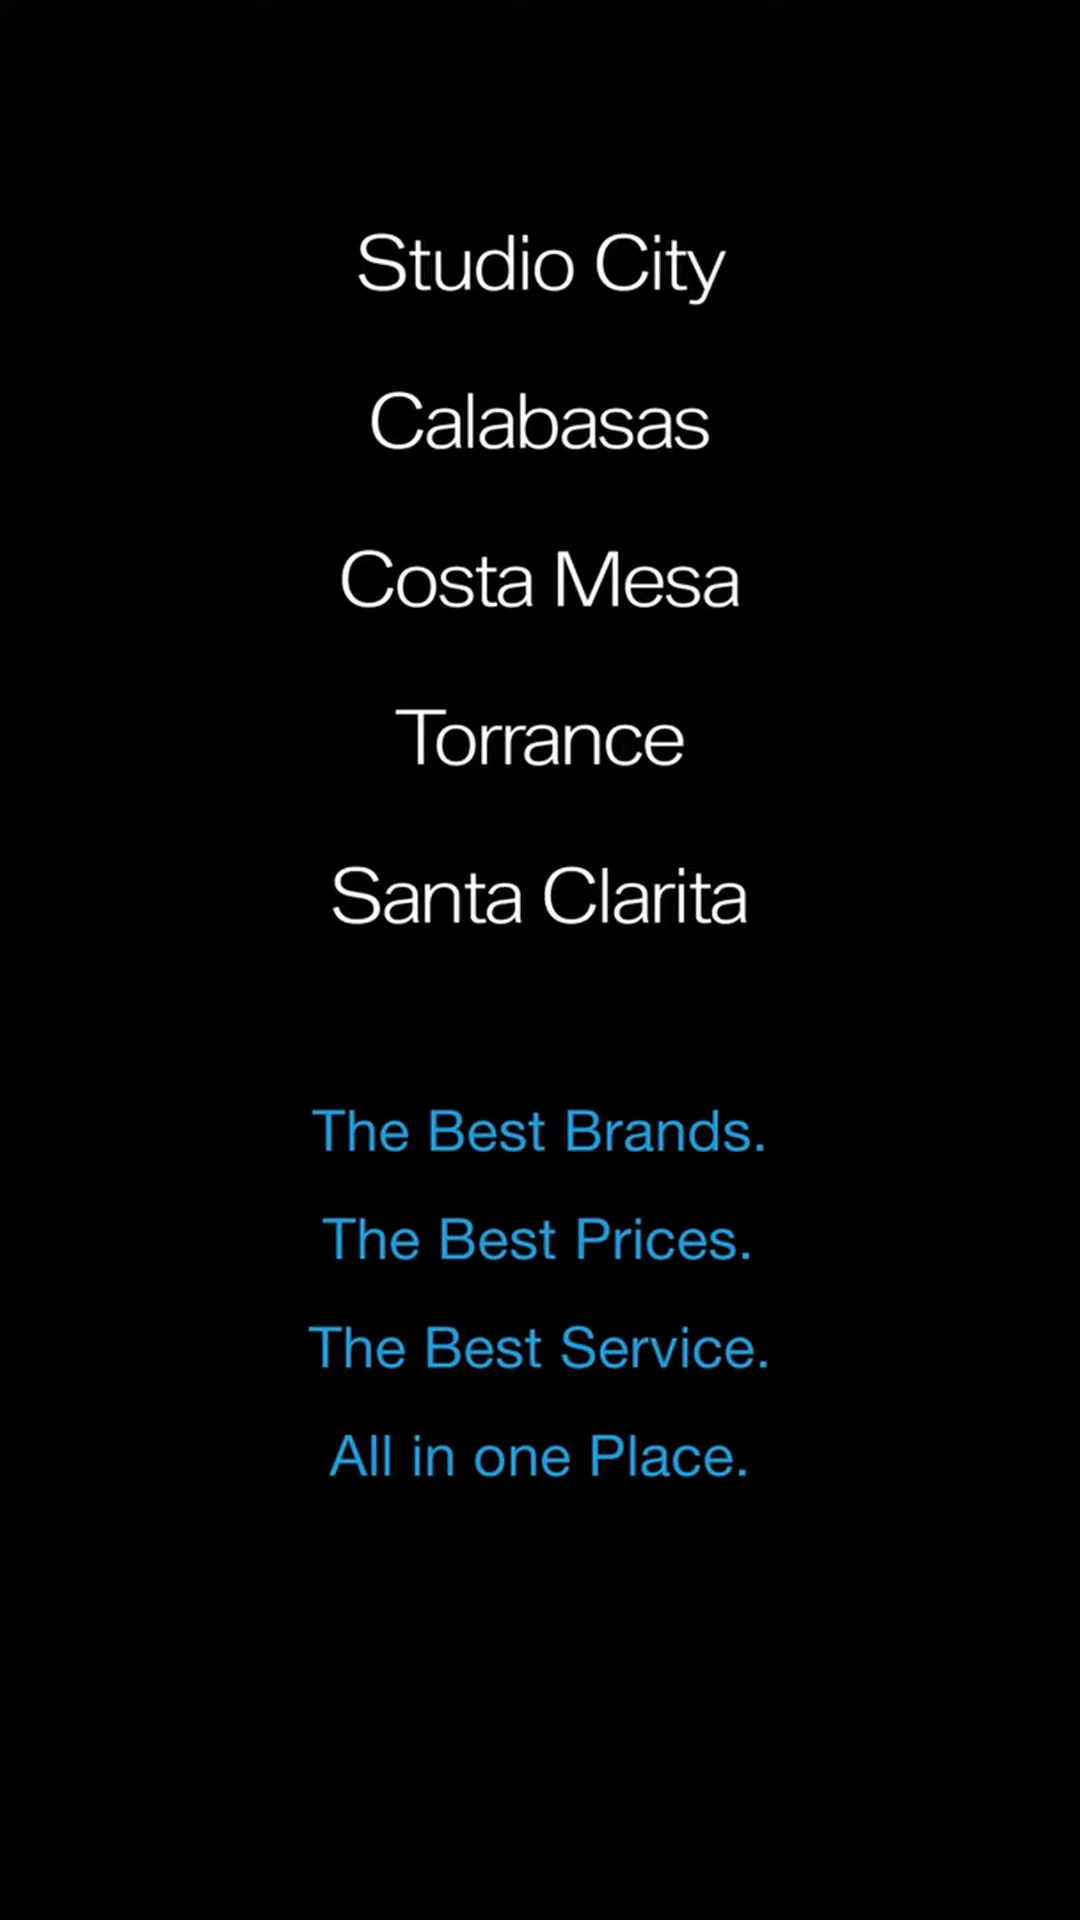 Studio City
Calabasas
Costa Mesa
Torrance
Santa Clarita
The Best Brands.
The Best Prices.
The Best Service.
All in one Place.